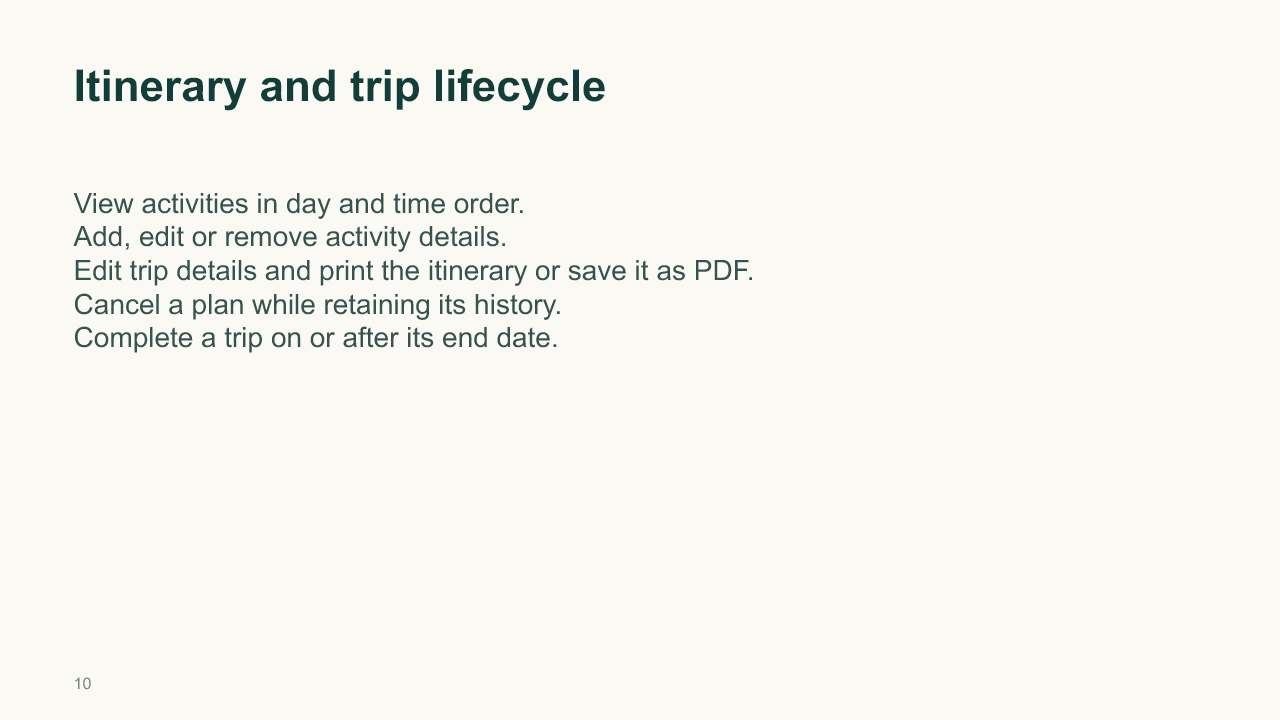 Itinerary and trip lifecycle
View activities in day and time order.
Add, edit or remove activity details.
Edit trip details and print the itinerary or save it as PDF.
Cancel a plan while retaining its history.
Complete a trip on or after its end date.
10